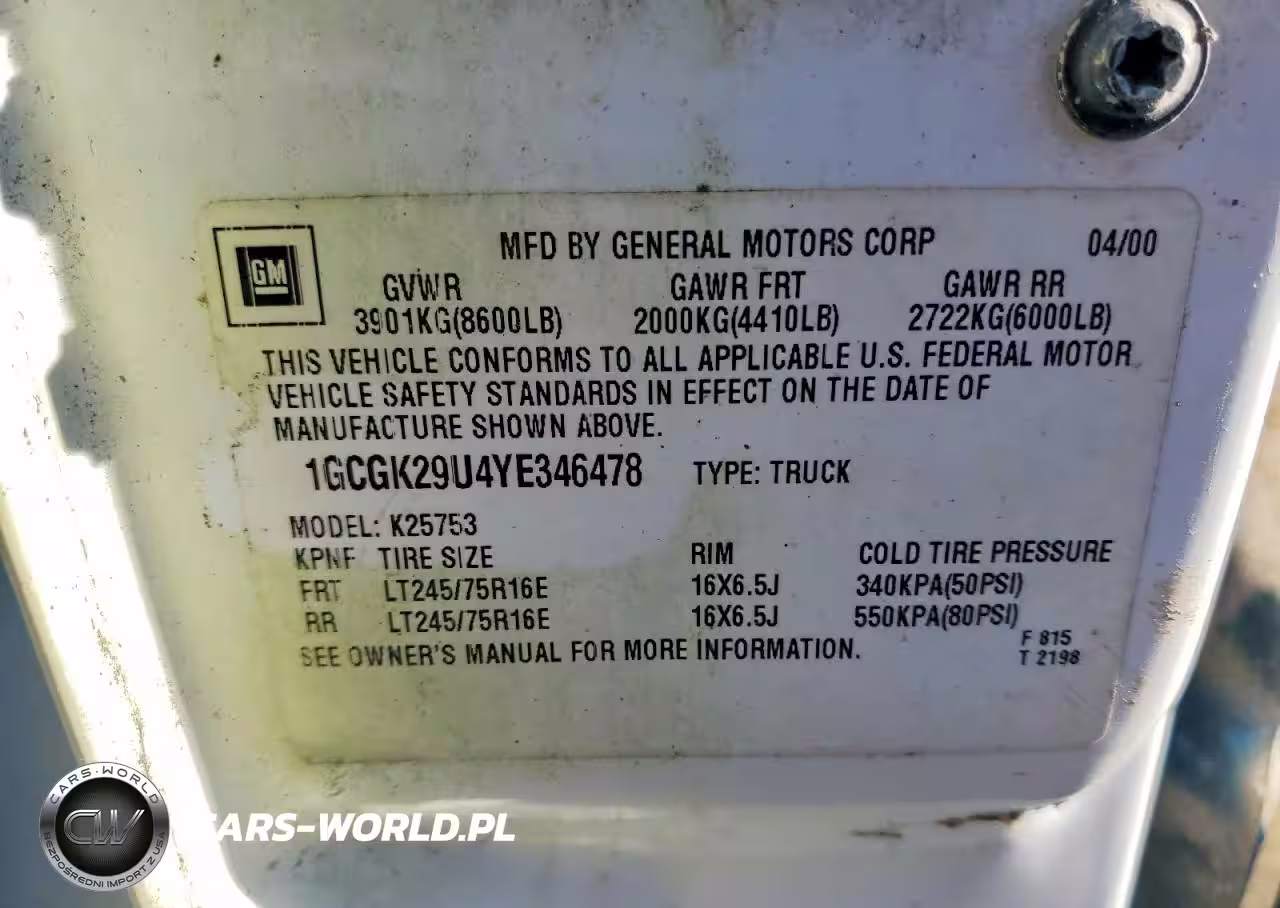 MFD BY GENERAL MOTORS CORP 04/00
GM
GVWR GAWR FRT GAWR RR
3901KG(8600LB) 2000KG(4410LB) 2722KG(6000LB)
THIS VEHICLE CONFORMS TO ALL APPLICABLE U.S. FEDERAL MOTOR
VEHICLE SAFETY STANDARDS IN EFFECT ON THE DATE OF
MANUFACTURE SHOWN ABOVE.
1GCGK29U4YE346478 TYPE: TRUCK
MODEL: K25753
KPNF TIRE SIZE RIM COLD TIRE PRESSURE
FRT LT245/75R16E 16X6.5J 340KPA(50PSI)
RR LT245/75R16E 16X6.5J 550KPA(80PSI)
SEE OWNER'S MANUAL FOR MORE INFORMATION.
F 815
T 2198
CARS-WORLD
CW
BEZPOŚREDNI IMPORT Z USA
CARS-WORLD.PL